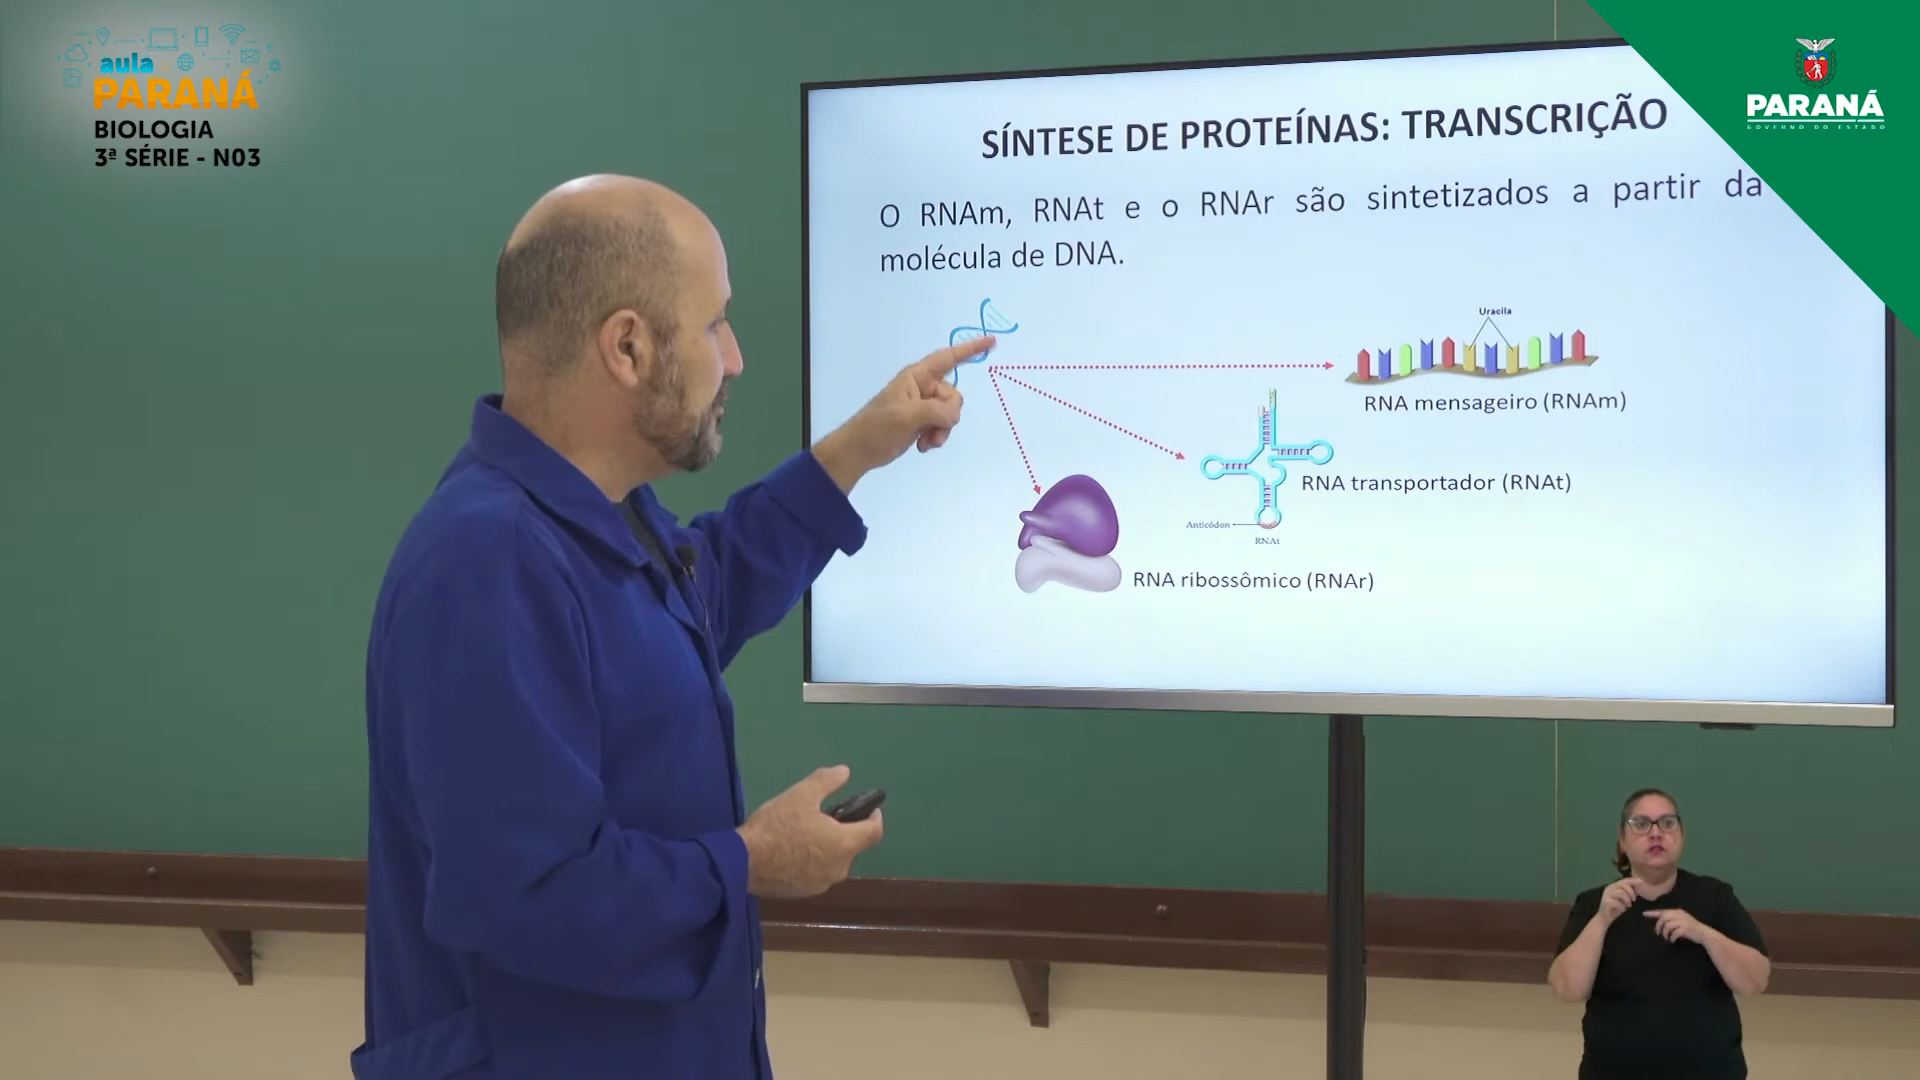 aula
PARANÁ
BIOLOGIA
3ª SÉRIE - N03
PARANÁ
GOVERNO DO ESTADO
SÍNTESE DE PROTEÍNAS: TRANSCRIÇÃO
O RNAm, RNAt e o RNAr são sintetizados a partir da
molécula de DNA.
Uracila
RNA mensageiro (RNAm)
RNA transportador (RNAt)
Anticódon
RNAt
RNA ribossômico (RNAr)